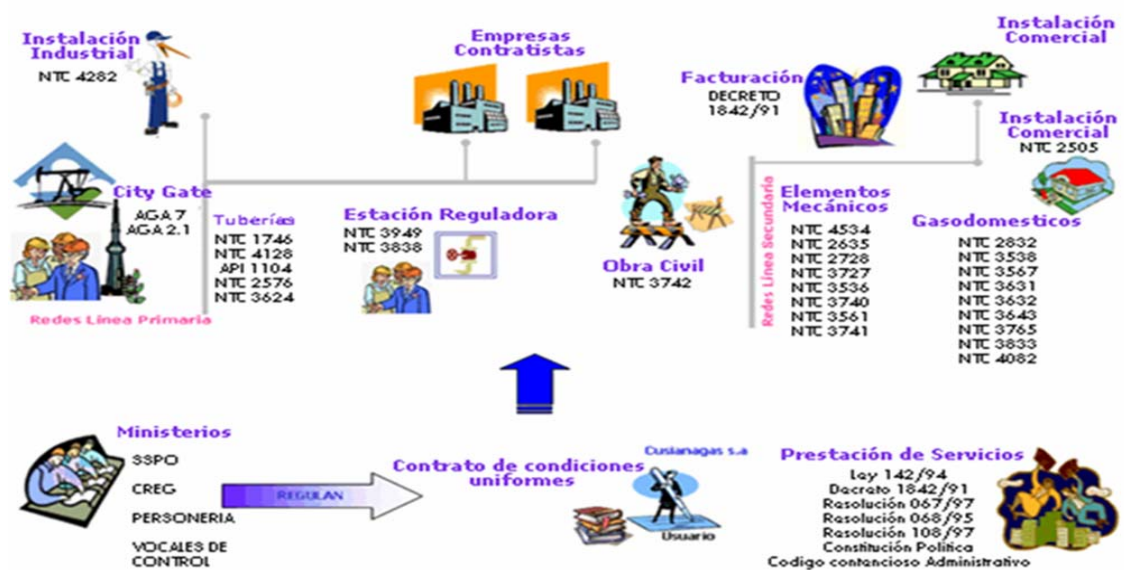 Instalación
Industrial
NTC 4282
Empresas
Contratistas
Facturación
DECRETO
1842/91
Instalación
Comercial
Instalación
Comercial
NTC 2505
City Gate
AGA 7
AGA 2.1
Tuberías
NTC 1746
NTC 4128
API 1104
NTC 2576
NTC 3624
Redes Línea Primaria
Estación Reguladora
NTC 3949
NTC 3838
Obra Civil
NTC 3742
Redes Línea Secundaria
Elementos
Mecánicos
NTC 4534
NTC 2635
NTC 2728
NTC 3727
NTC 3536
NTC 3740
NTC 3561
NTC 3741
Gasodomesticos
NTC 2832
NTC 3538
NTC 3567
NTC 3631
NTC 3632
NTC 3643
NTC 3765
NTC 3833
NTC 4082
Ministerios
SSPO
CREG
PERSONERIA
VOCALES DE
CONTROL
REGULAN
Contrato de condiciones
uniformes
Cusianagas s.a
Usuario
Prestación de Servicios
Ley 142/94
Decreto 1842/91
Resolución 067/97
Resolución 068/95
Resolución 108/97
Constitución Politica
Codigo contencioso Administrativo